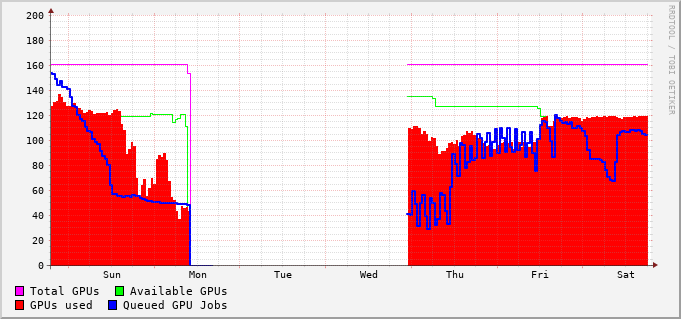 200
180
160
140
120
100
80
60
40
20
0
Sun Mon Tue Wed Thu Fri Sat
Total GPUs Available GPUs
GPUs used Queued GPU Jobs
RRDTOOL / TOBI OETIKER